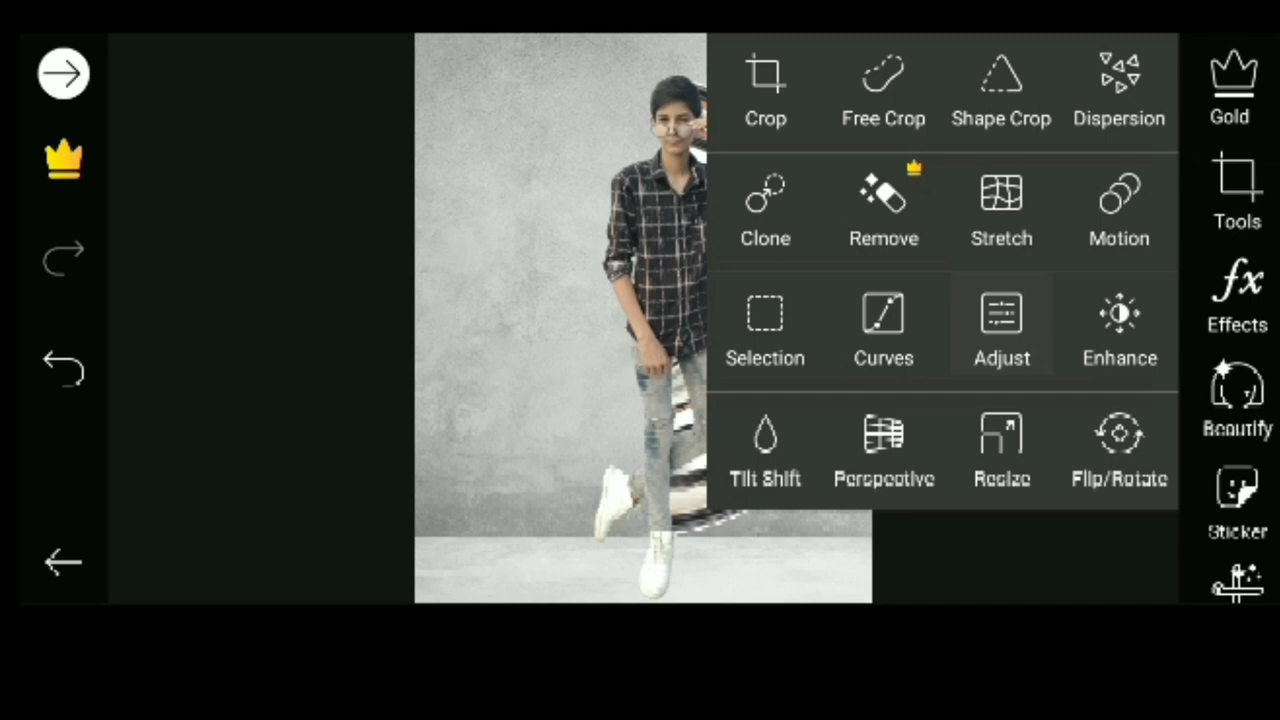 Crop Free Crop Shape Crop Dispersion
Clone Remove Stretch Motion
Selection Curves Adjust Enhance
Tilt Shift Perspective Resize Flip/Rotate
Gold
Tools
Effects
Beautify
Sticker